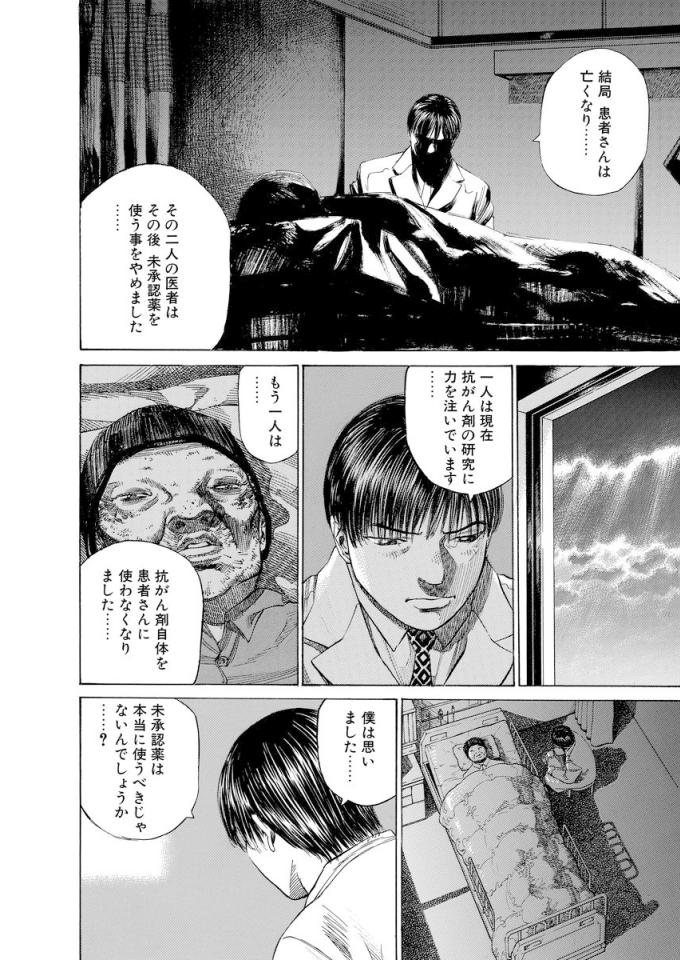 結局 患者さんは
亡くなり……
その二人の医者は
その後 未承認薬を
使う事をやめました
……
一人は現在
抗がん剤の研究に
力を注いでいます
……
もう一人は
……
抗がん剤自体を
患者さんに
使わなくなり
ました……
僕は思い
ました……
未承認薬は
本当に使うべきじゃ
ないんでしょうか
……?